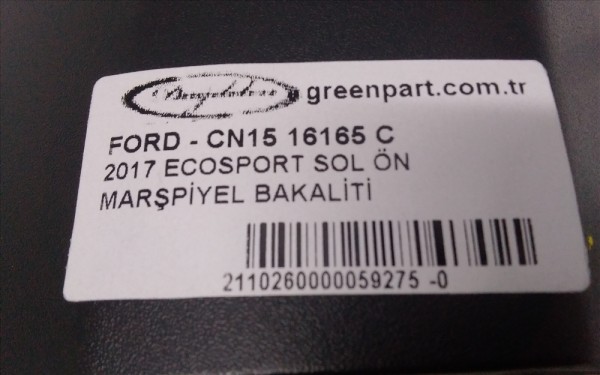 greenpart.com.tr
FORD - CN15 16165 C
2017 ECOSPORT SOL ÖN
MARŞPİYEL BAKALİTİ
2110260000059275 -0